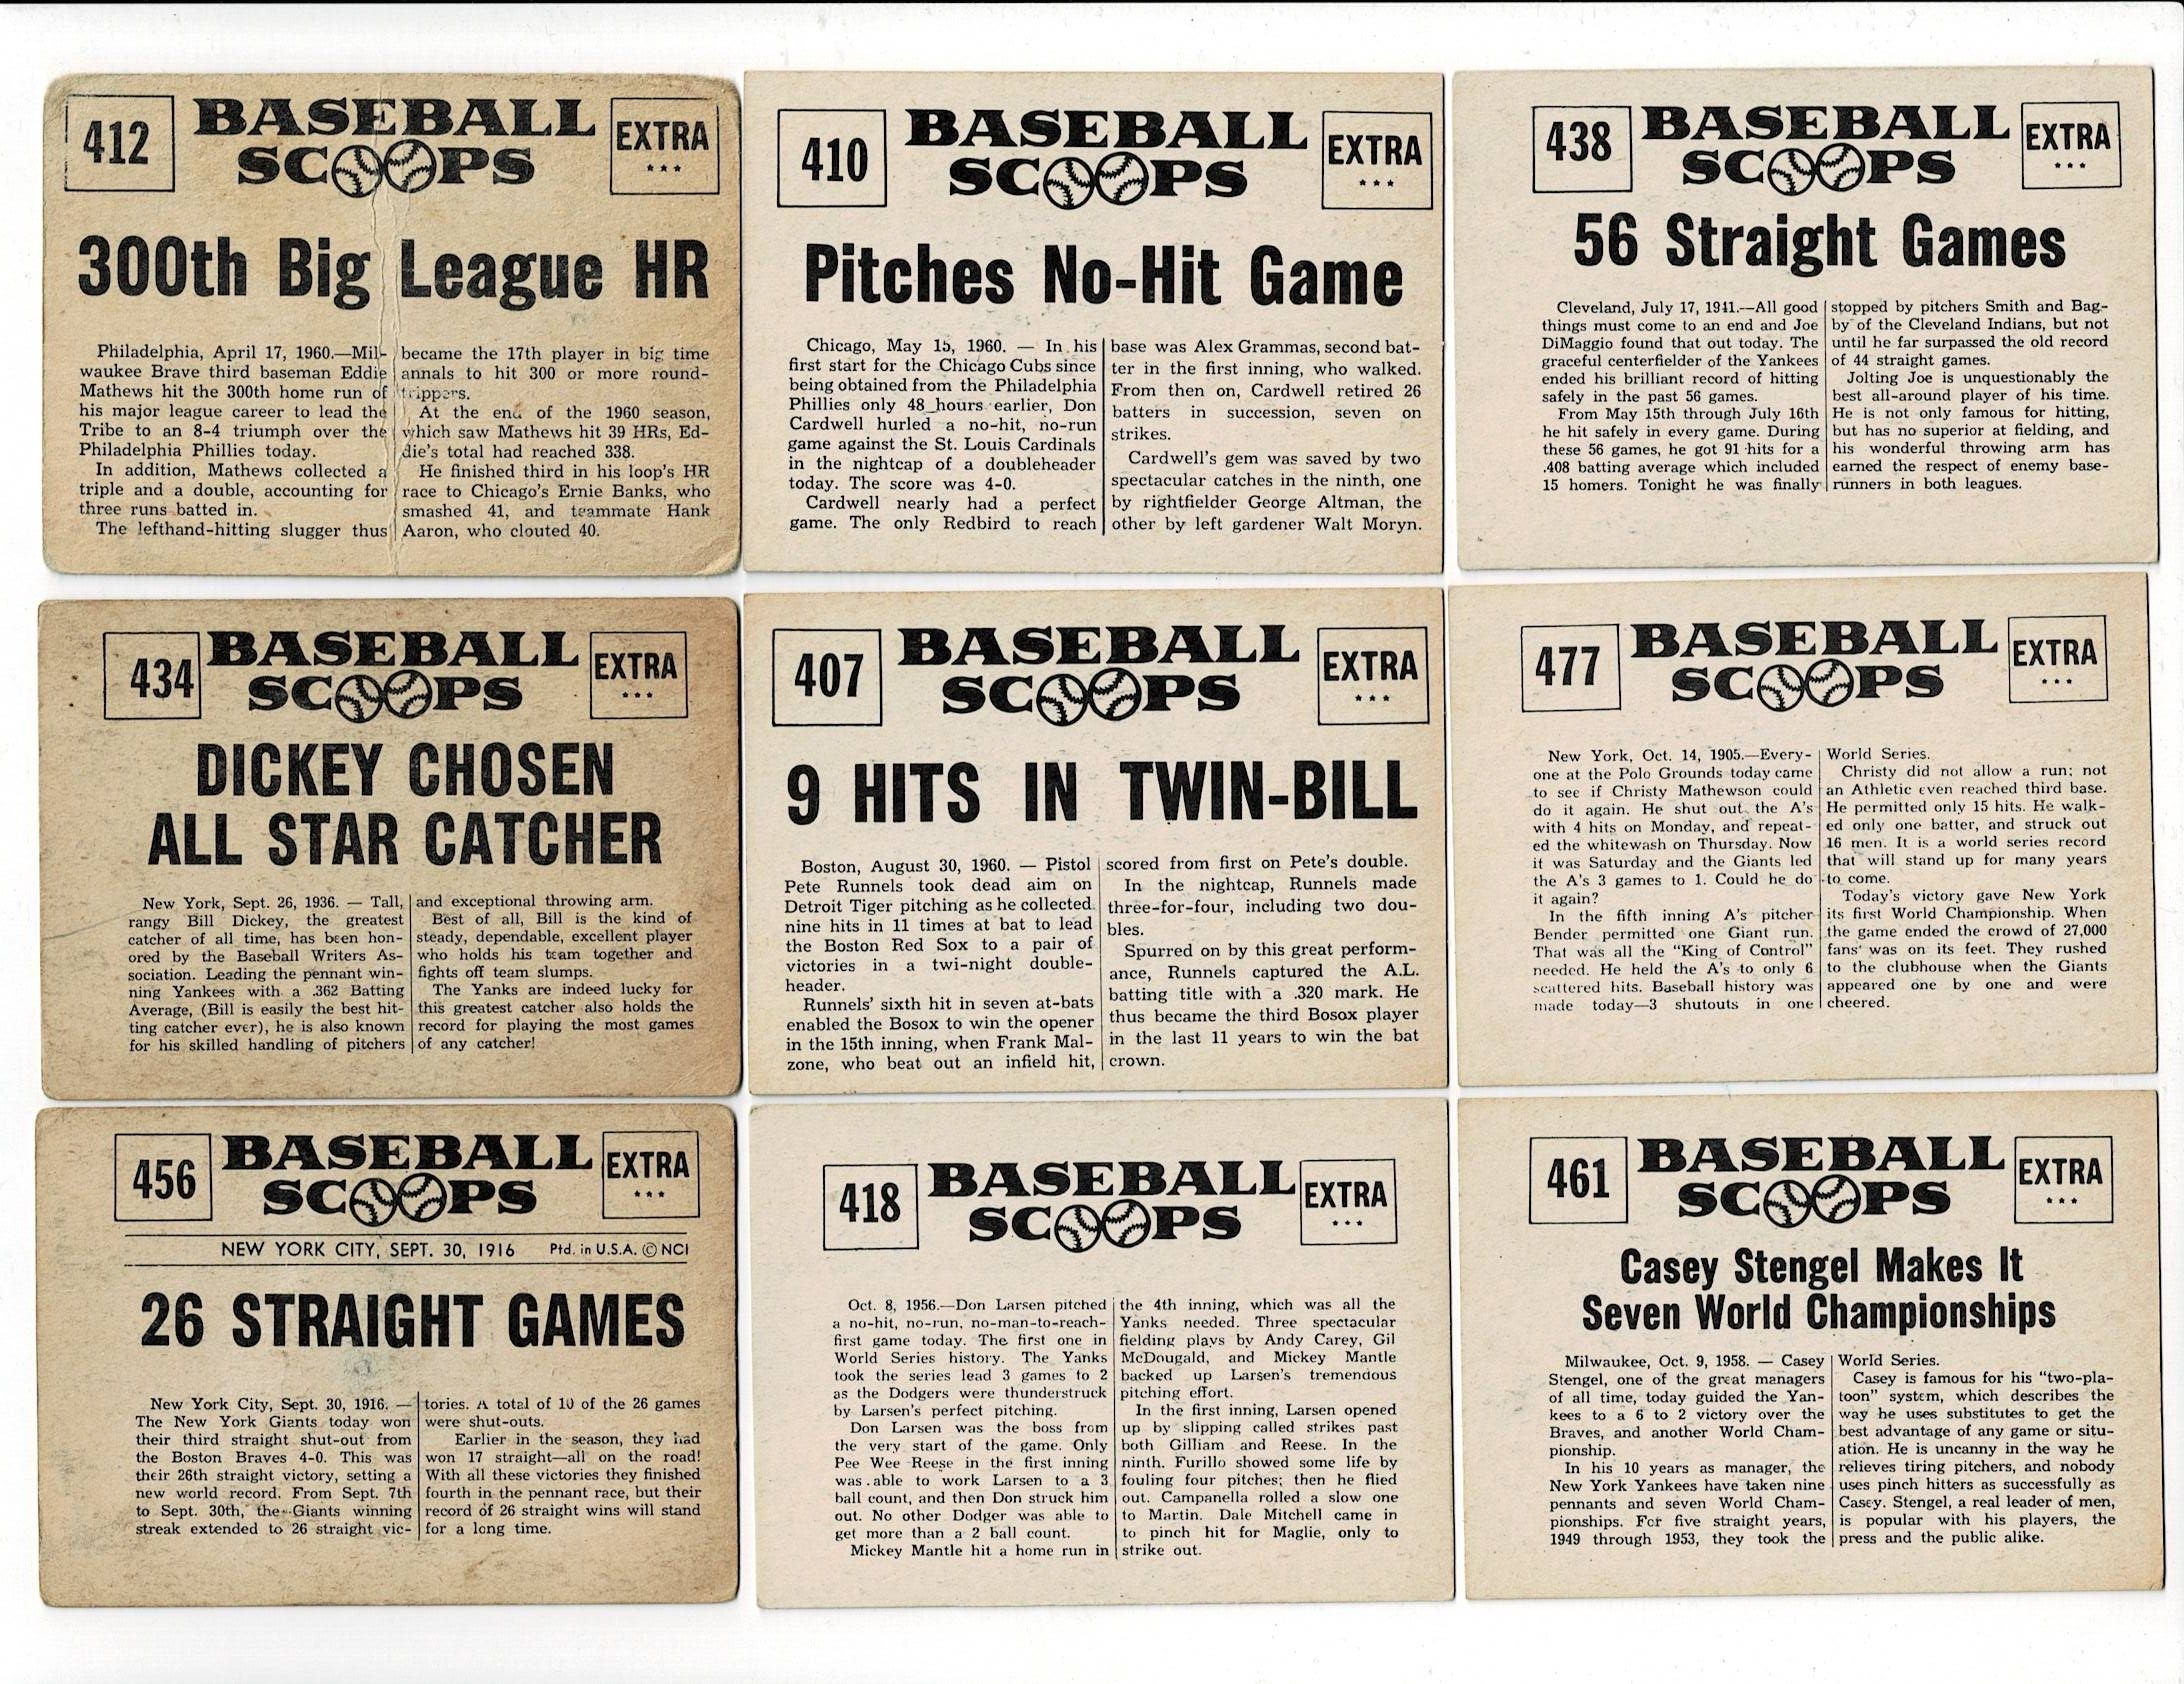 412
BASEBALL
SCOOPS
EXTRA
***
300th Big League HR
Philadelphia, April 17, 1960.—Mil-
waukee Brave third baseman Eddie
Mathews hit the 300th home run of
his major league career to lead the
Tribe to an 8-4 triumph over the
Philadelphia Phillies today.
In addition, Mathews collected a
triple and a double, accounting for
three runs batted in.
The lefthand-hitting slugger thus
became the 17th player in big time
annals to hit 300 or more round-
trippers.
At the end of the 1960 season,
which saw Mathews hit 39 HRs, Ed-
die's total had reached 338.
He finished third in his loop's HR
race to Chicago's Ernie Banks, who
smashed 41, and teammate Hank
Aaron, who clouted 40.
410
BASEBALL
SCOOPS
EXTRA
***
Pitches No-Hit Game
Chicago, May 15, 1960. — In his
first start for the Chicago Cubs since
being obtained from the Philadelphia
Phillies only 48 hours earlier, Don
Cardwell hurled a no-hit, no-run
game against the St. Louis Cardinals
in the nightcap of a doubleheader
today. The score was 4-0.
Cardwell nearly had a perfect
game. The only Redbird to reach
base was Alex Grammas, second bat-
ter in the first inning, who walked.
From then on, Cardwell retired 26
batters in succession, seven on
strikes.
Cardwell's gem was saved by two
spectacular catches in the ninth, one
by rightfielder George Altman, the
other by left gardener Walt Moryn.
438
BASEBALL
SCOOPS
EXTRA
***
56 Straight Games
Cleveland, July 17, 1941.—All good
things must come to an end and Joe
DiMaggio found that out today. The
graceful centerfielder of the Yankees
ended his brilliant record of hitting
safely in the past 56 games.
From May 15th through July 16th
he hit safely in every game. During
these 56 games, he got 91 hits for a
.408 batting average which included
15 homers. Tonight he was finally
stopped by pitchers Smith and Bag-
by of the Cleveland Indians, but not
until he far surpassed the old record
of 44 straight games.
Jolting Joe is unquestionably the
best all-around player of his time.
He is not only famous for hitting,
but has no superior at fielding, and
his wonderful throwing arm has
earned the respect of enemy base-
runners in both leagues.
434
BASEBALL
SCOOPS
EXTRA
***
DICKEY CHOSEN
ALL STAR CATCHER
New York, Sept. 26, 1936. — Tall,
rangy Bill Dickey, the greatest
catcher of all time, has been hon-
ored by the Baseball Writers As-
sociation. Leading the pennant win-
ning Yankees with a .362 Batting
Average, (Bill is easily the best hit-
ting catcher ever), he is also known
for his skilled handling of pitchers
and exceptional throwing arm.
Best of all, Bill is the kind of
steady, dependable, excellent player
who holds his team together and
fights off team slumps.
The Yanks are indeed lucky for
this greatest catcher also holds the
record for playing the most games
of any catcher!
407
BASEBALL
SCOOPS
EXTRA
***
9 HITS IN TWIN-BILL
Boston, August 30, 1960. — Pistol
Pete Runnels took dead aim on
Detroit Tiger pitching as he collected
nine hits in 11 times at bat to lead
the Boston Red Sox to a pair of
victories in a twi-night double-
header.
Runnels' sixth hit in seven at-bats
enabled the Bosox to win the opener
in the 15th inning, when Frank Mal-
zone, who beat out an infield hit,
scored from first on Pete's double.
In the nightcap, Runnels made
three-for-four, including two dou-
bles.
Spurred on by this great perform-
ance, Runnels captured the A.L.
batting title with a .320 mark. He
thus became the third Bosox player
in the last 11 years to win the bat
crown.
477
BASEBALL
SCOOPS
EXTRA
***
New York, Oct. 14, 1905.—Every-
one at the Polo Grounds today came
to see if Christy Mathewson could
do it again. He shut out the A's
with 4 hits on Monday, and repeat-
ed the whitewash on Thursday. Now
it was Saturday and the Giants led
the A's 3 games to 1. Could he do
it again?
In the fifth inning A's pitcher
Bender permitted one Giant run.
That was all the "King of Control"
needed. He held the A's to only 6
scattered hits. Baseball history was
made today—3 shutouts in one
World Series.
Christy did not allow a run; not
an Athletic even reached third base.
He permitted only 15 hits. He walk-
ed only one batter, and struck out
16 men. It is a world series record
that will stand up for many years
to come.
Today's victory gave New York
its first World Championship. When
the game ended the crowd of 27,000
fans' was on its feet. They rushed
to the clubhouse when the Giants
appeared one by one and were
cheered.
456
BASEBALL
SCOOPS
EXTRA
***
NEW YORK CITY, SEPT. 30, 1916 Ptd. in U.S.A. © NCI
26 STRAIGHT GAMES
New York City, Sept. 30, 1916. —
The New York Giants today won
their third straight shut-out from
the Boston Braves 4-0. This was
their 26th straight victory, setting a
new world record. From Sept. 7th
to Sept. 30th, the Giants winning
streak extended to 26 straight vic-
tories. A total of 10 of the 26 games
were shut-outs.
Earlier in the season, they had
won 17 straight—all on the road!
With all these victories they finished
fourth in the pennant race, but their
record of 26 straight wins will stand
for a long time.
418
BASEBALL
SCOOPS
EXTRA
***
Oct. 8, 1956.—Don Larsen pitched
a no-hit, no-run, no-man-to-reach-
first game today. The first one in
World Series history. The Yanks
took the series lead 3 games to 2
as the Dodgers were thunderstruck
by Larsen's perfect pitching.
Don Larsen was the boss from
the very start of the game. Only
Pee Wee Reese in the first inning
was able to work Larsen to a 3
ball count, and then Don struck him
out. No other Dodger was able to
get more than a 2 ball count.
Mickey Mantle hit a home run in
the 4th inning, which was all the
Yanks needed. Three spectacular
fielding plays by Andy Carey, Gil
McDougald, and Mickey Mantle
backed up Larsen's tremendous
pitching effort.
In the first inning, Larsen opened
up by slipping called strikes past
both Gilliam and Reese. In the
ninth. Furillo showed some life by
fouling four pitches; then he flied
out. Campanella rolled a slow one
to Martin. Dale Mitchell came in
to pinch hit for Maglie, only to
strike out.
461
BASEBALL
SCOOPS
EXTRA
***
Casey Stengel Makes It
Seven World Championships
Milwaukee, Oct. 9, 1958. — Casey
Stengel, one of the great managers
of all time, today guided the Yan-
kees to a 6 to 2 victory over the
Braves, and another World Cham-
pionship.
In his 10 years as manager, the
New York Yankees have taken nine
pennants and seven World Cham-
pionships. For five straight years,
1949 through 1953, they took the
World Series.
Casey is famous for his "two-pla-
toon" system, which describes the
way he uses substitutes to get the
best advantage of any game or situ-
ation. He is uncanny in the way he
relieves tiring pitchers, and nobody
uses pinch hitters as successfully as
Casey. Stengel, a real leader of men,
is popular with his players, the
press and the public alike.